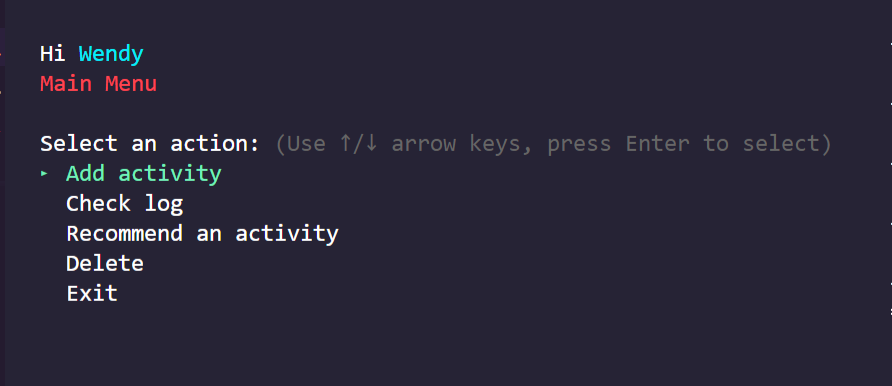 Hi Wendy
Main Menu
Select an action: (Use ↑/↓ arrow keys, press Enter to select)
‣ Add activity
Check log
Recommend an activity
Delete
Exit